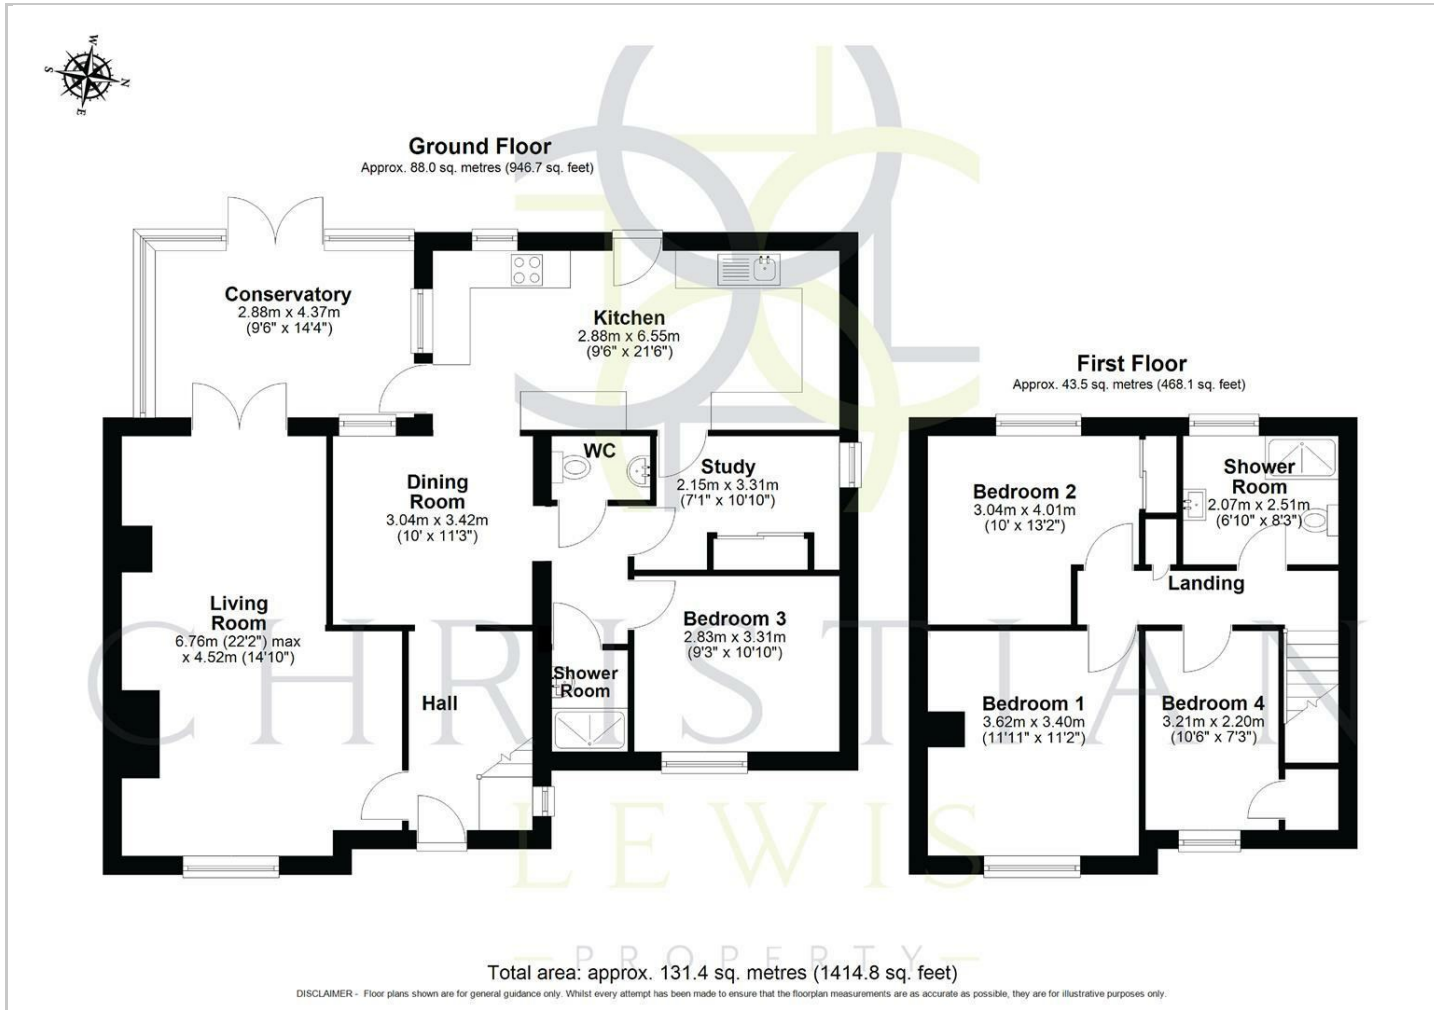 W
S
N
E
Ground Floor
Approx. 88.0 sq. metres (946.7 sq. feet)
Conservatory
2.88m x 4.37m
(9'6" x 14'4")
Kitchen
2.88m x 6.55m
(9'6" x 21'6")
WC
Study
2.15m x 3.31m
(7'1" x 10'10")
Dining
Room
3.04m x 3.42m
(10' x 11'3")
Living
Room
6.76m (22'2") max
x 4.52m (14'10")
Bedroom 3
2.83m x 3.31m
(9'3" x 10'10")
Shower
Room
Hall
First Floor
Approx. 43.5 sq. metres (468.1 sq. feet)
Bedroom 2
3.04m x 4.01m
(10' x 13'2")
Shower
Room
2.07m x 2.51m
(6'10" x 8'3")
Landing
Bedroom 1
3.62m x 3.40m
(11'11" x 11'2")
Bedroom 4
3.21m x 2.20m
(10'6" x 7'3")
CHRISTIAN
LEWIS
PROPERTY
Total area: approx. 131.4 sq. metres (1414.8 sq. feet)
DISCLAIMER - Floor plans shown are for general guidance only. Whilst every attempt has been made to ensure that the floorplan measurements are as accurate as possible, they are for illustrative purposes only.